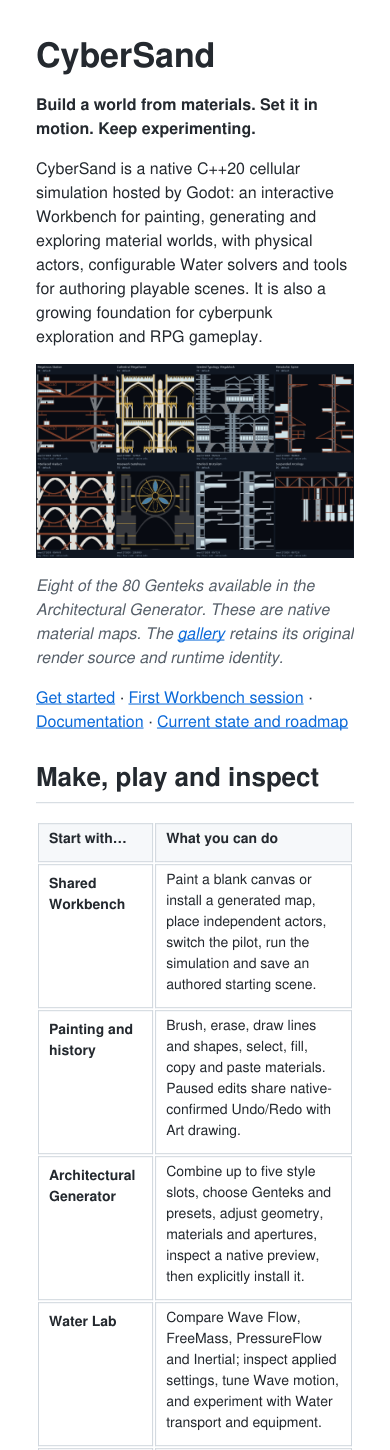 CyberSand
Build a world from materials. Set it in
motion. Keep experimenting.
CyberSand is a native C++20 cellular
simulation hosted by Godot: an interactive
Workbench for painting, generating and
exploring material worlds, with physical
actors, configurable Water solvers and tools
for authoring playable scenes. It is also a
growing foundation for cyberpunk
exploration and RPG gameplay.
Eight of the 80 Genteks available in the
Architectural Generator. These are native
material maps. The gallery retains its original
render source and runtime identity.
Get started · First Workbench session ·
Documentation · Current state and roadmap
Make, play and inspect
Start with…
What you can do
Shared
Workbench
Paint a blank canvas or
install a generated map,
place independent actors,
switch the pilot, run the
simulation and save an
authored starting scene.
Painting and
history
Brush, erase, draw lines
and shapes, select, fill,
copy and paste materials.
Paused edits share native-
confirmed Undo/Redo with
Art drawing.
Architectural
Generator
Combine up to five style
slots, choose Genteks and
presets, adjust geometry,
materials and apertures,
inspect a native preview,
then explicitly install it.
Water Lab
Compare Wave Flow,
FreeMass, PressureFlow
and Inertial; inspect applied
settings, tune Wave motion,
and experiment with Water
transport and equipment.